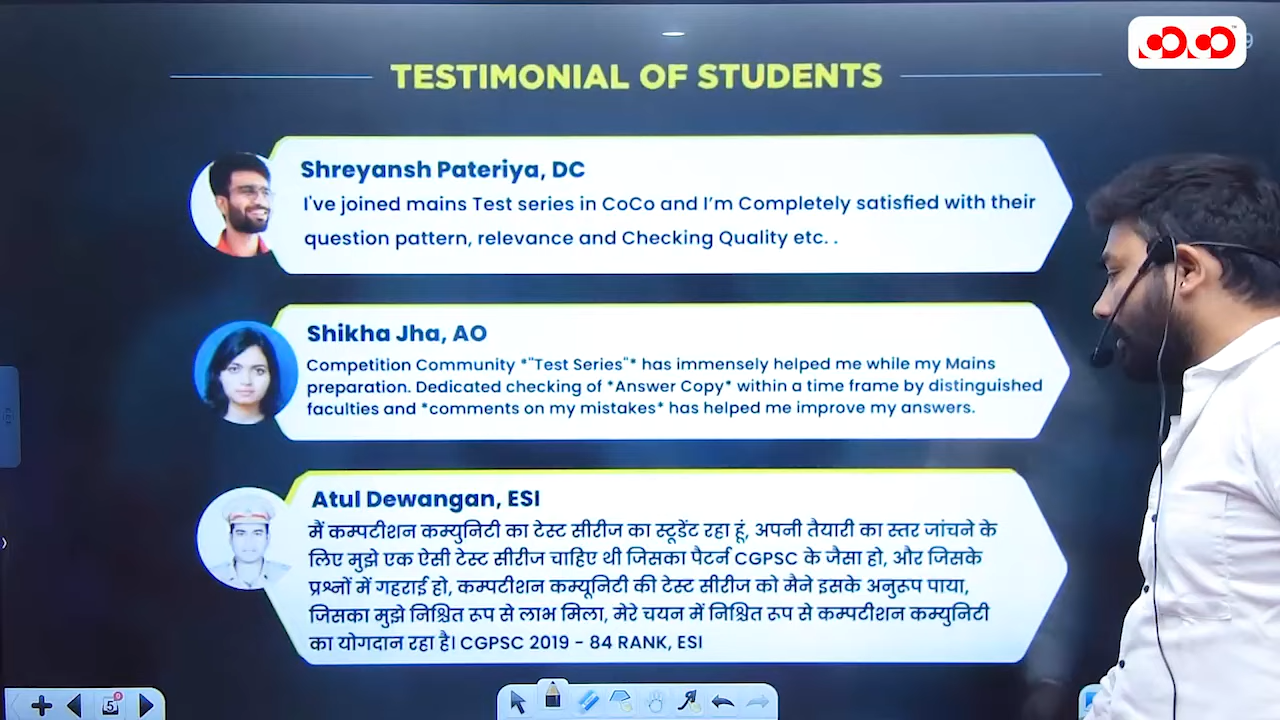 TESTIMONIAL OF STUDENTS
Shreyansh Pateriya, DC
I've joined mains Test series in CoCo and I'm Completely satisfied with their
question pattern, relevance and Checking Quality etc. .
Shikha Jha, AO
Competition Community *"Test Series"* has immensely helped me while my Mains
preparation. Dedicated checking of *Answer Copy* within a time frame by distinguished
faculties and *comments on my mistakes* has helped me improve my answers.
Atul Dewangan, ESI
मैं कम्पटीशन कम्युनिटी का टेस्ट सीरीज का स्टूडेंट रहा हूं, अपनी तैयारी का स्तर जांचने के
लिए मुझे एक ऐसी टेस्ट सीरीज चाहिए थी जिसका पैटर्न CGPSC के जैसा हो, और जिसके
प्रश्नों में गहराई हो, कम्पटीशन कम्यूनिटी की टेस्ट सीरीज को मैने इसके अनुरूप पाया,
जिसका मुझे निश्चित रूप से लाभ मिला, मेरे चयन में निश्चित रूप से कम्पटीशन कम्युनिटी
का योगदान रहा है। CGPSC 2019 - 84 RANK, ESI
5